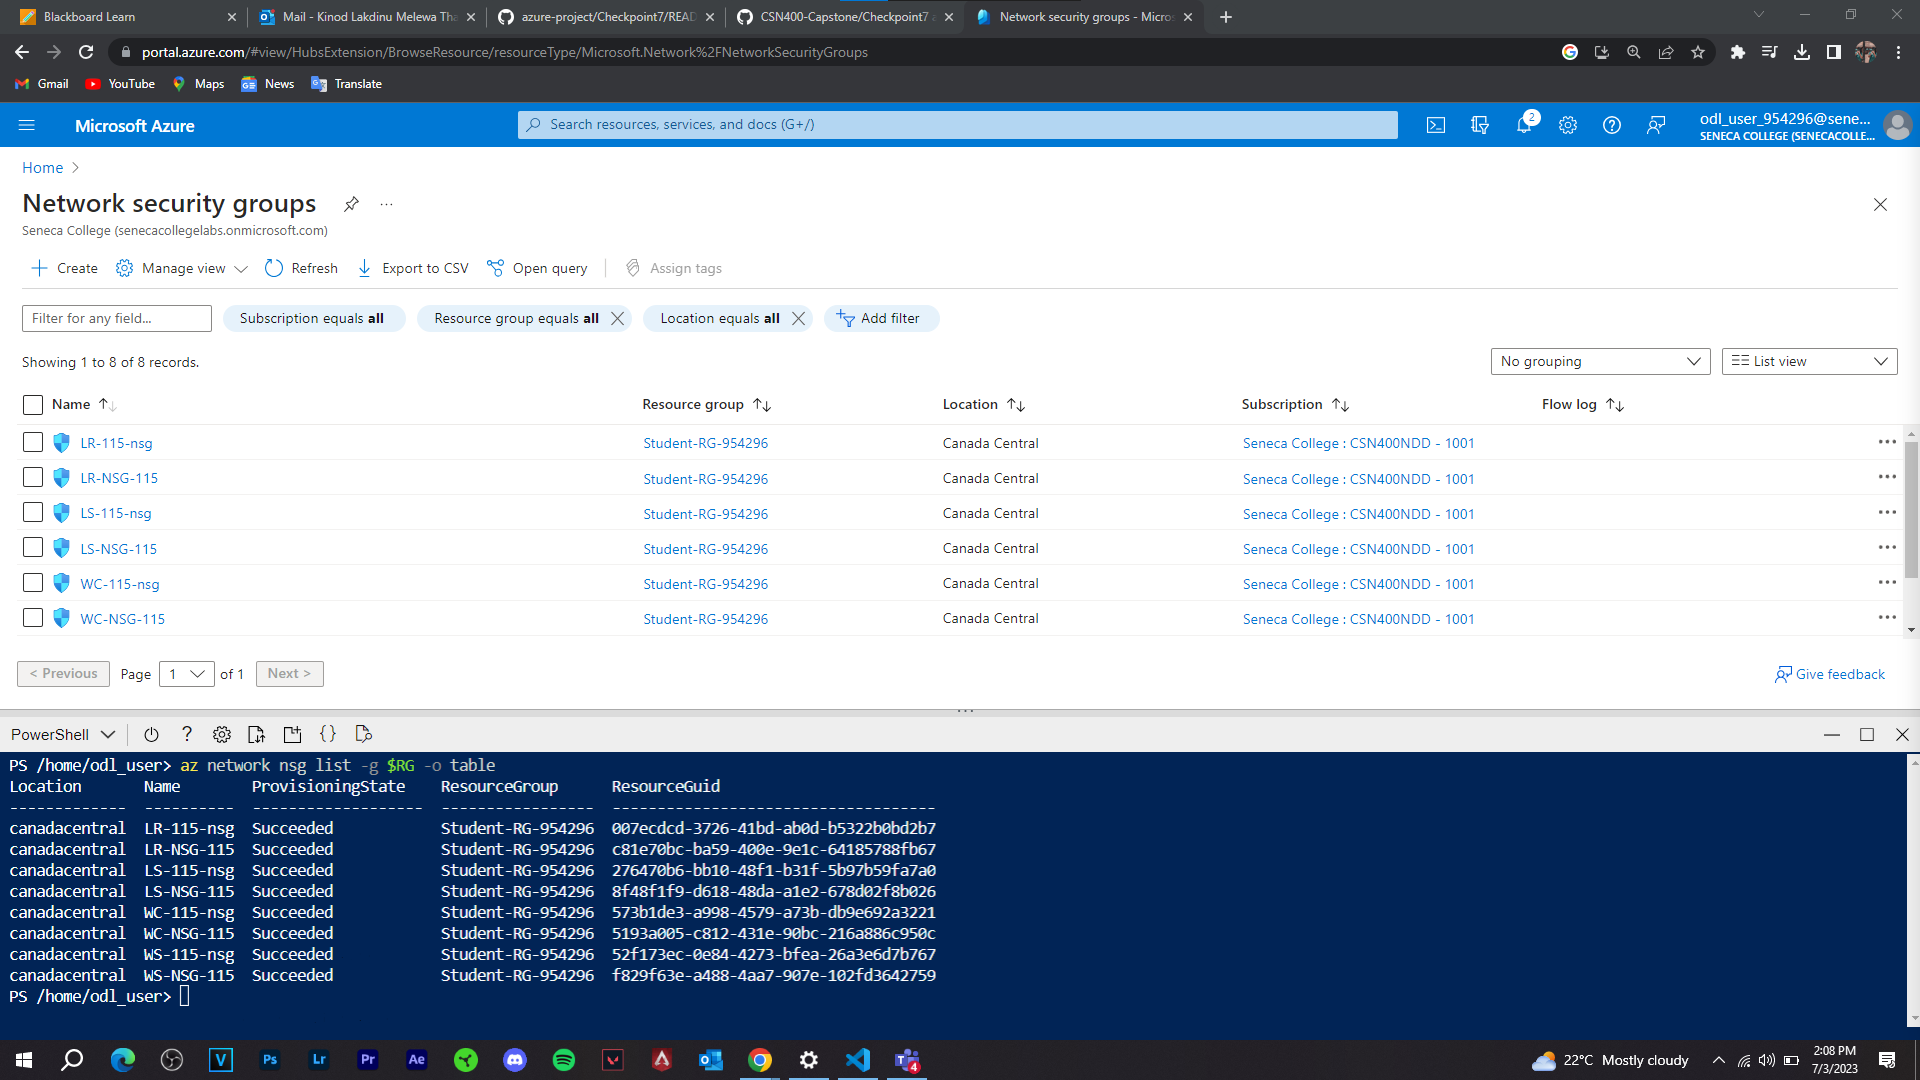 Blackboard Learn
Mail - Kinod Lakdinu Melewa Tha
azure-project/Checkpoint7/READ
CSN400-Capstone/Checkpoint7 a
Network security groups - Micros
portal.azure.com/#view/HubsExtension/BrowseResource/resourceType/Microsoft.Network%2FNetworkSecurityGroups
Gmail YouTube Maps News Translate
Microsoft Azure
Search resources, services, and docs (G+/)
2
odl_user_954296@sene...
SENECA COLLEGE (SENECACOLLE...
Home >
Network security groups
Seneca College (senecacollegelabs.onmicrosoft.com)
Create Manage view Refresh Export to CSV Open query Assign tags
Filter for any field... Subscription equals all Resource group equals all Location equals all Add filter
Showing 1 to 8 of 8 records. No grouping List view
Name Resource group Location Subscription Flow log
LR-115-nsg Student-RG-954296 Canada Central Seneca College : CSN400NDD - 1001
LR-NSG-115 Student-RG-954296 Canada Central Seneca College : CSN400NDD - 1001
LS-115-nsg Student-RG-954296 Canada Central Seneca College : CSN400NDD - 1001
LS-NSG-115 Student-RG-954296 Canada Central Seneca College : CSN400NDD - 1001
WC-115-nsg Student-RG-954296 Canada Central Seneca College : CSN400NDD - 1001
WC-NSG-115 Student-RG-954296 Canada Central Seneca College : CSN400NDD - 1001
< Previous Page 1 of 1 Next > Give feedback
PowerShell ? {}
PS /home/odl_user> az network nsg list -g $RG -o table
Location Name ProvisioningState ResourceGroup ResourceGuid
------------- ---------- ------------------- ----------------- ------------------------------------
canadacentral LR-115-nsg Succeeded Student-RG-954296 007ecdcd-3726-41bd-ab0d-b5322b0bd2b7
canadacentral LR-NSG-115 Succeeded Student-RG-954296 c81e70bc-ba59-400e-9e1c-64185788fb67
canadacentral LS-115-nsg Succeeded Student-RG-954296 276470b6-bb10-48f1-b31f-5b97b59fa7a0
canadacentral LS-NSG-115 Succeeded Student-RG-954296 8f48f1f9-d618-48da-a1e2-678d02f8b026
canadacentral WC-115-nsg Succeeded Student-RG-954296 573b1de3-a998-4579-a73b-db9e692a3221
canadacentral WC-NSG-115 Succeeded Student-RG-954296 5193a005-c812-431e-90bc-216a886c950c
canadacentral WS-115-nsg Succeeded Student-RG-954296 52f173ec-0e84-4273-bfea-26a3e6d7b767
canadacentral WS-NSG-115 Succeeded Student-RG-954296 f829f63e-a488-4aa7-907e-102fd3642759
PS /home/odl_user>
V Ps Lr Pr Ae 4 22°C Mostly cloudy
2:08 PM
7/3/2023